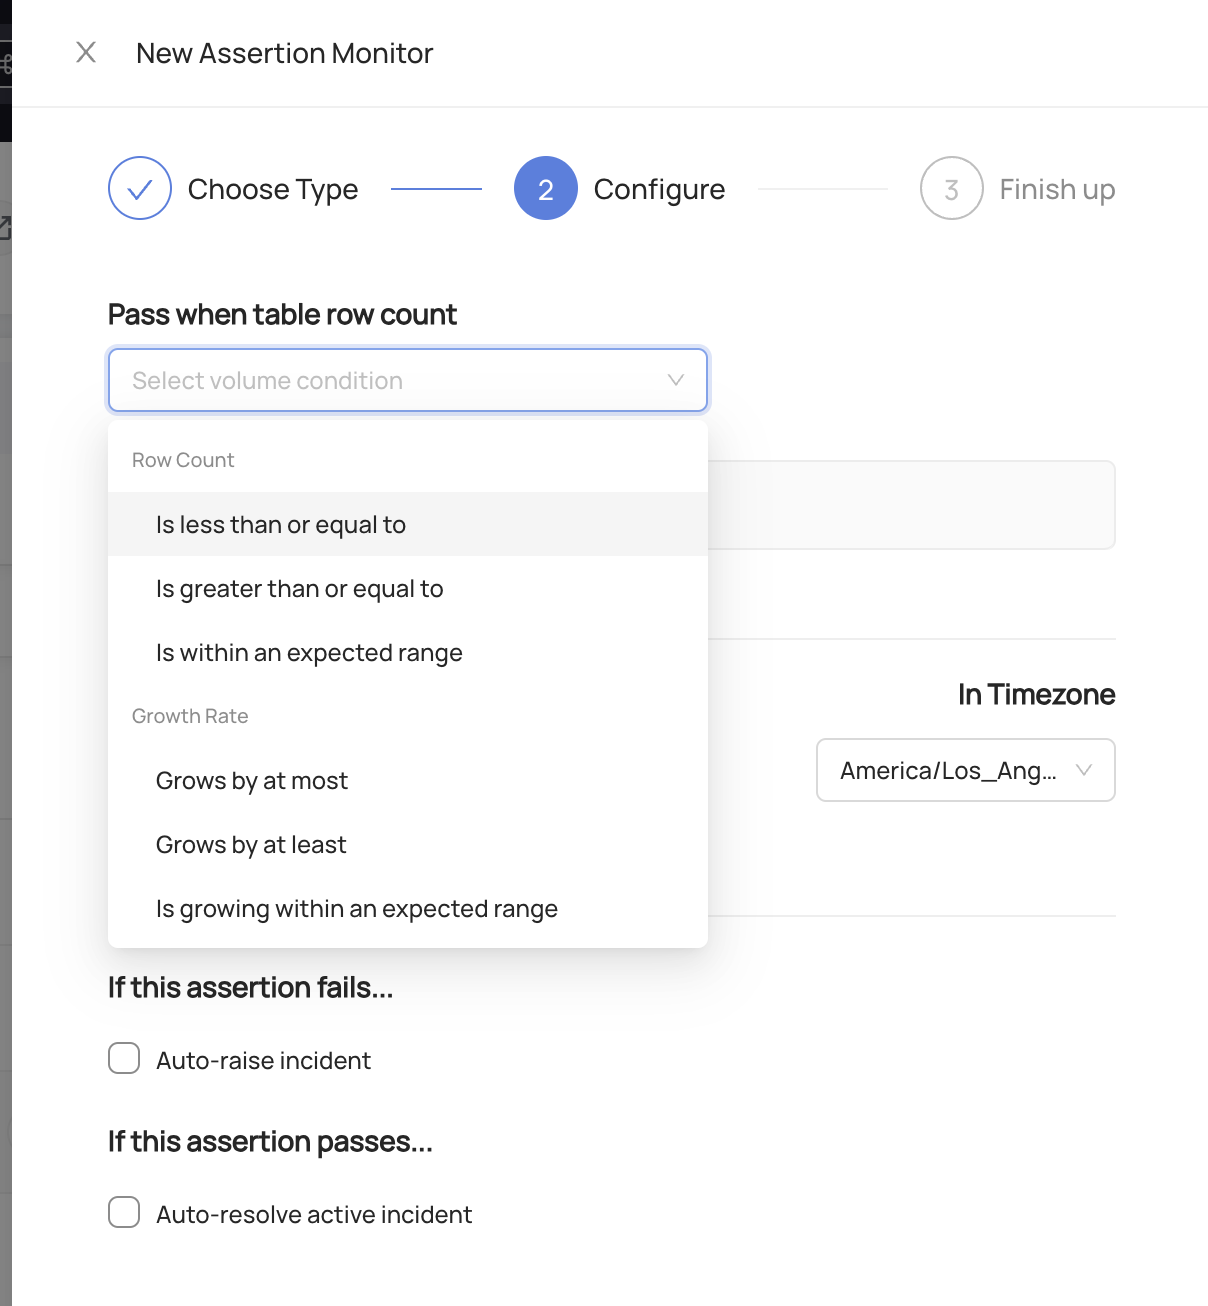 New Assertion Monitor
Choose Type
2 Configure
3 Finish up
Pass when table row count
Select volume condition
Row Count
Is less than or equal to
Is greater than or equal to
Is within an expected range
Growth Rate
Grows by at most
Grows by at least
Is growing within an expected range
In Timezone
America/Los_Ang...
If this assertion fails...
Auto-raise incident
If this assertion passes...
Auto-resolve active incident